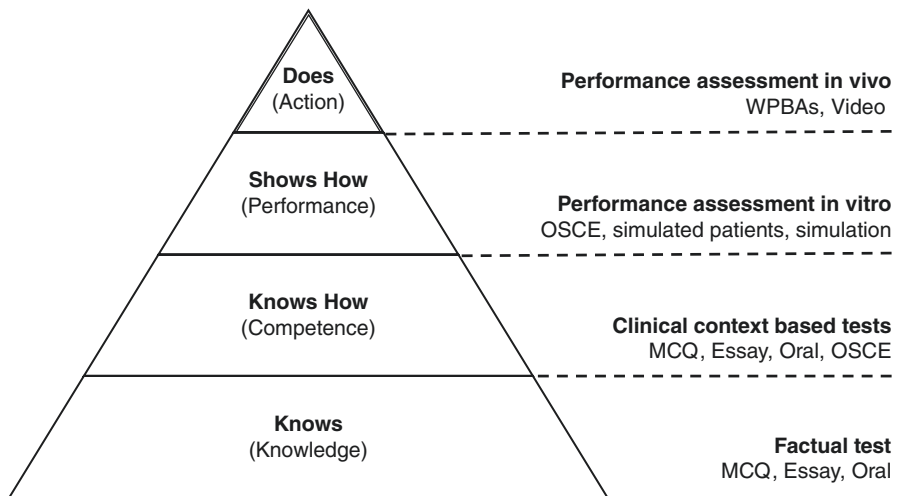 Does
(Action)
Performance assessment in vivo
WPBAs, Video
Shows How
(Performance)
Performance assessment in vitro
OSCE, simulated patients, simulation
Knows How
(Competence)
Clinical context based tests
MCQ, Essay, Oral, OSCE
Knows
(Knowledge)
Factual test
MCQ, Essay, Oral